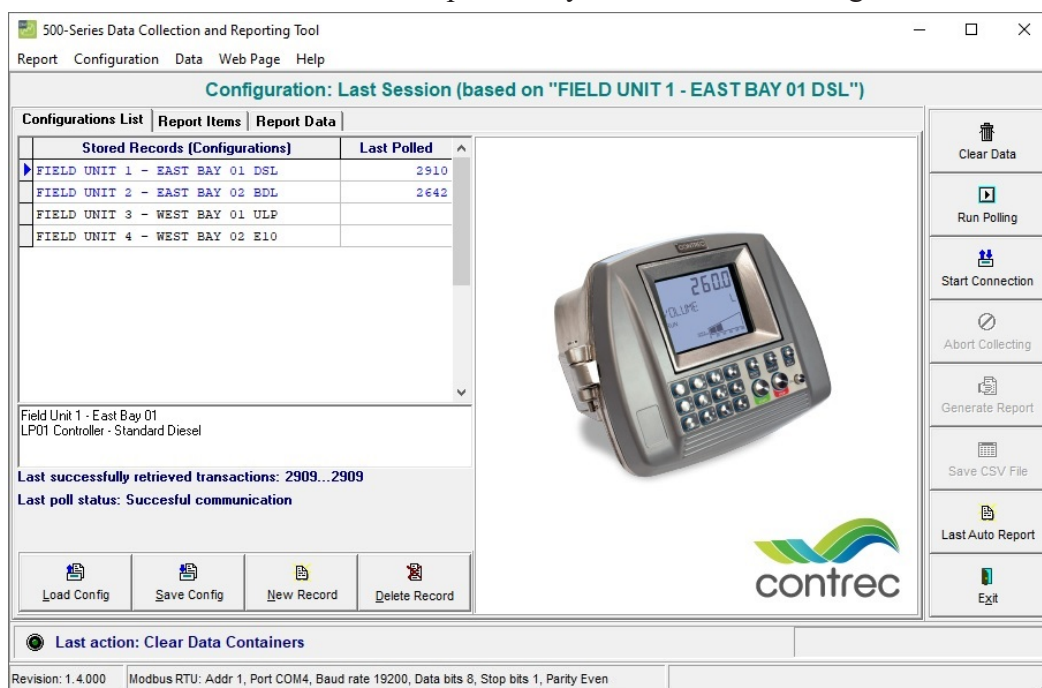 500-Series Data Collection and Reporting Tool
Report Configuration Data Web Page Help
Configuration: Last Session (based on "FIELD UNIT 1 - EAST BAY 01 DSL")
Configurations List Report Items Report Data
Stored Records (Configurations) Last Polled
FIELD UNIT 1 - EAST BAY 01 DSL 2910
FIELD UNIT 2 - EAST BAY 02 BDL 2642
FIELD UNIT 3 - WEST BAY 01 ULP
FIELD UNIT 4 - WEST BAY 02 E10
Field Unit 1 - East Bay 01
LP01 Controller - Standard Diesel
Last successfully retrieved transactions: 2909...2909
Last poll status: Succesful communication
Load Config Save Config New Record Delete Record
CONTREC
260.0
VOLUME L
contrec
Clear Data
Run Polling
Start Connection
Abort Collecting
Generate Report
Save CSV File
Last Auto Report
Exit
Last action: Clear Data Containers
Revision: 1.4.000 Modbus RTU: Addr 1, Port COM4, Baud rate 19200, Data bits 8, Stop bits 1, Parity Even